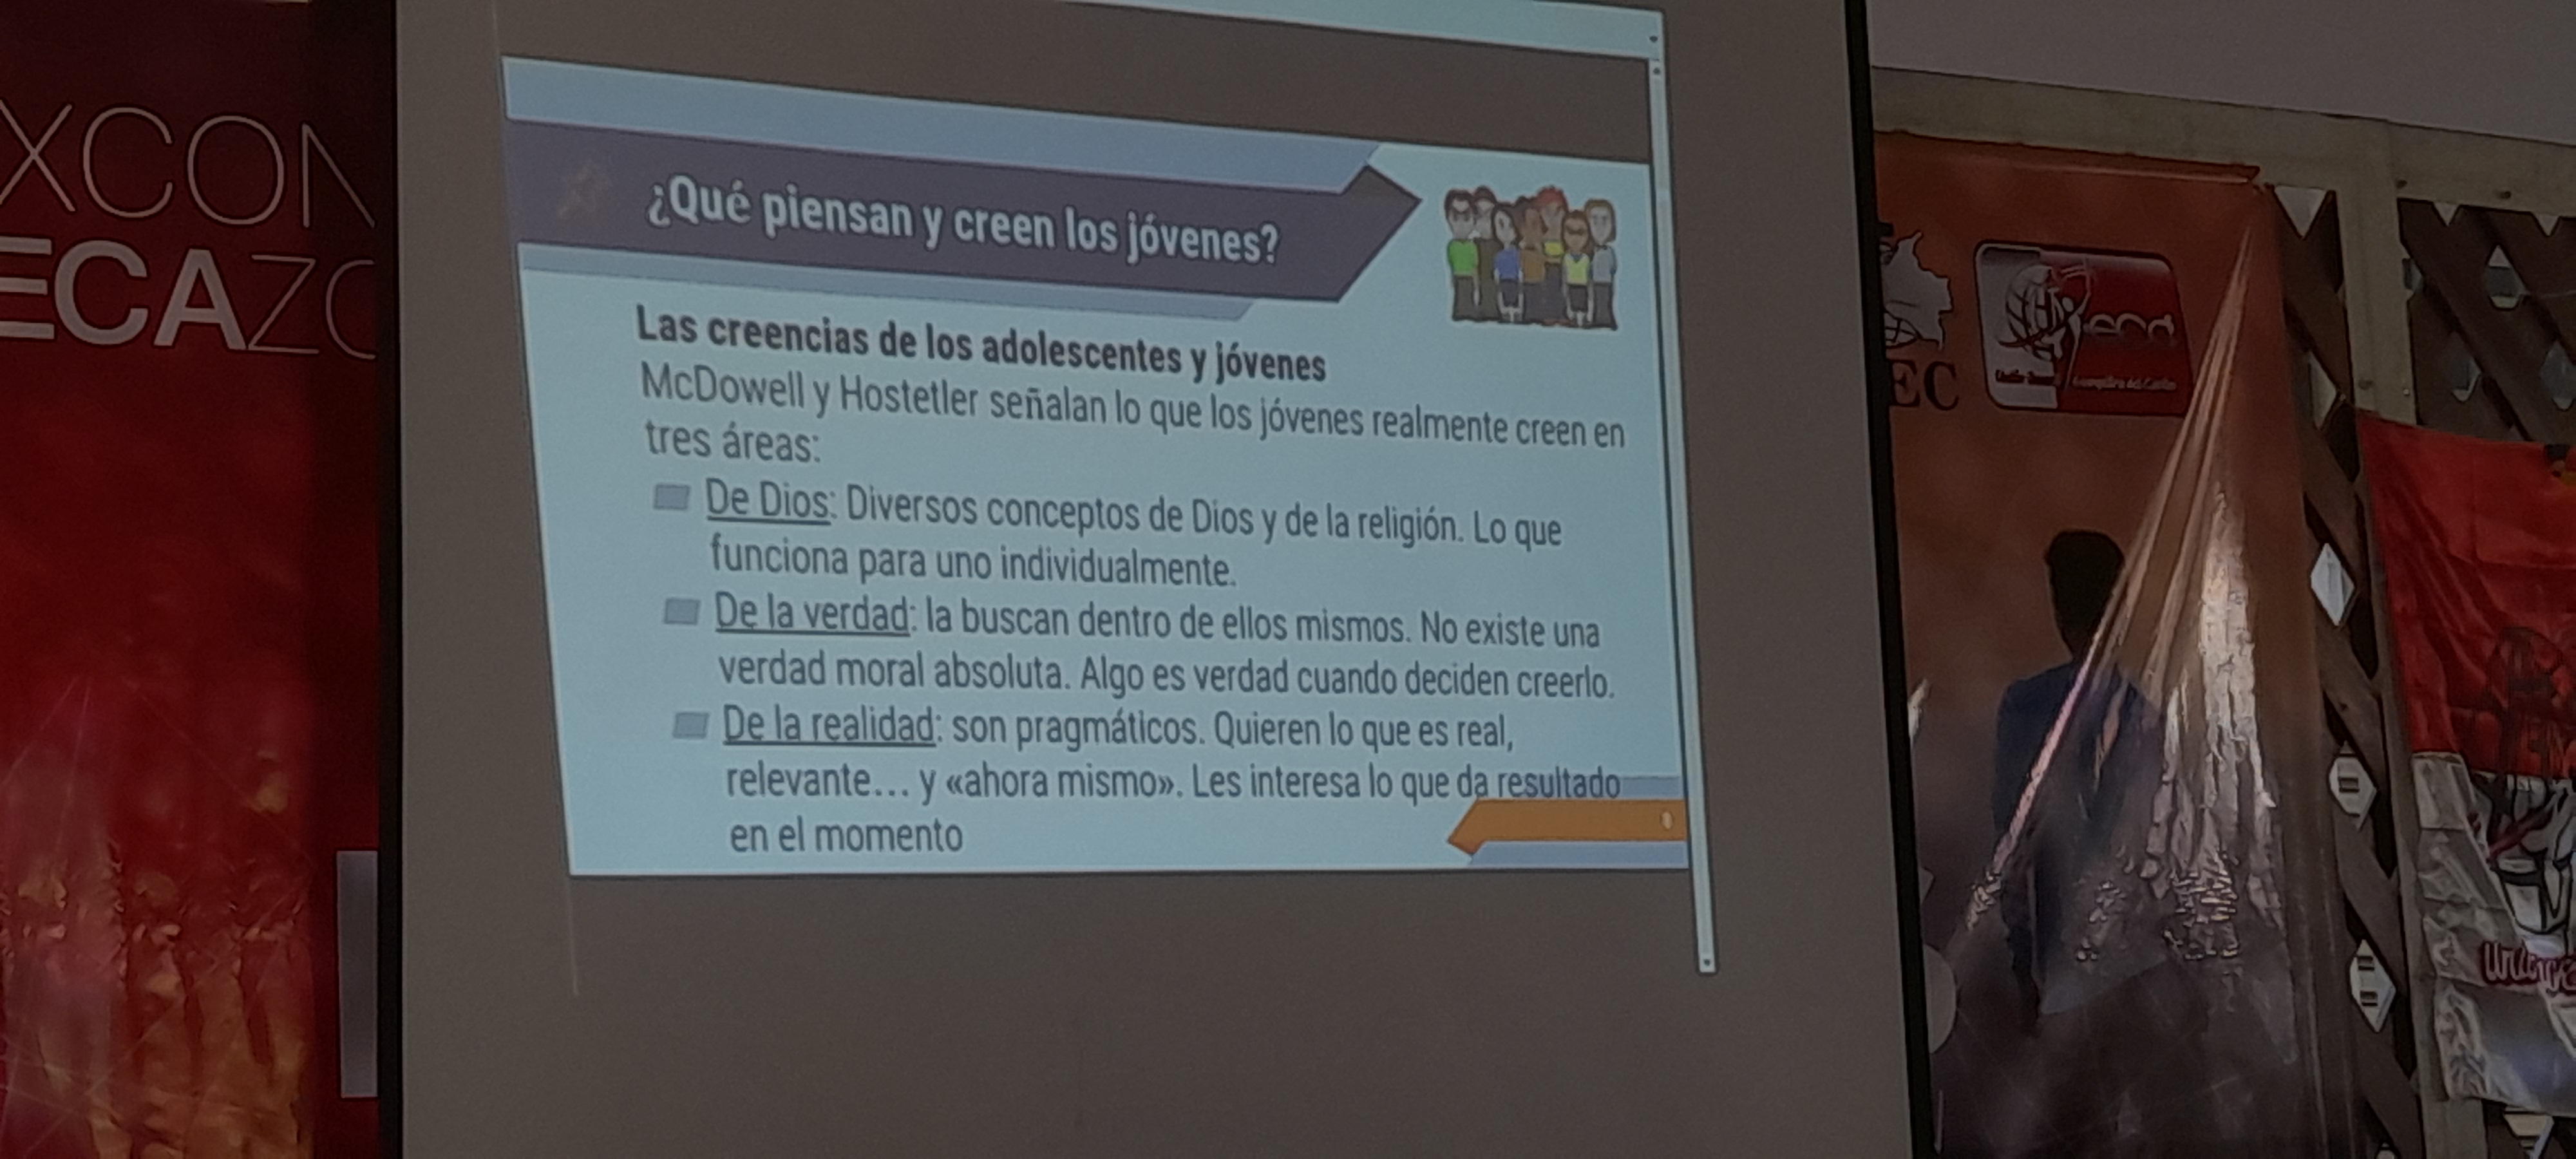 ¿Qué piensan y creen los jóvenes?
Las creencias de los adolescentes y jóvenes
McDowell y Hostetler señalan lo que los jóvenes realmente creen en
tres áreas:
De Dios: Diversos conceptos de Dios y de la religión. Lo que
funciona para uno individualmente.
De la verdad: la buscan dentro de ellos mismos. No existe una
verdad moral absoluta. Algo es verdad cuando deciden creerlo.
De la realidad: son pragmáticos. Quieren lo que es real,
relevante... y «ahora mismo». Les interesa lo que da resultado
en el momento
XCON
ECAZO
EC